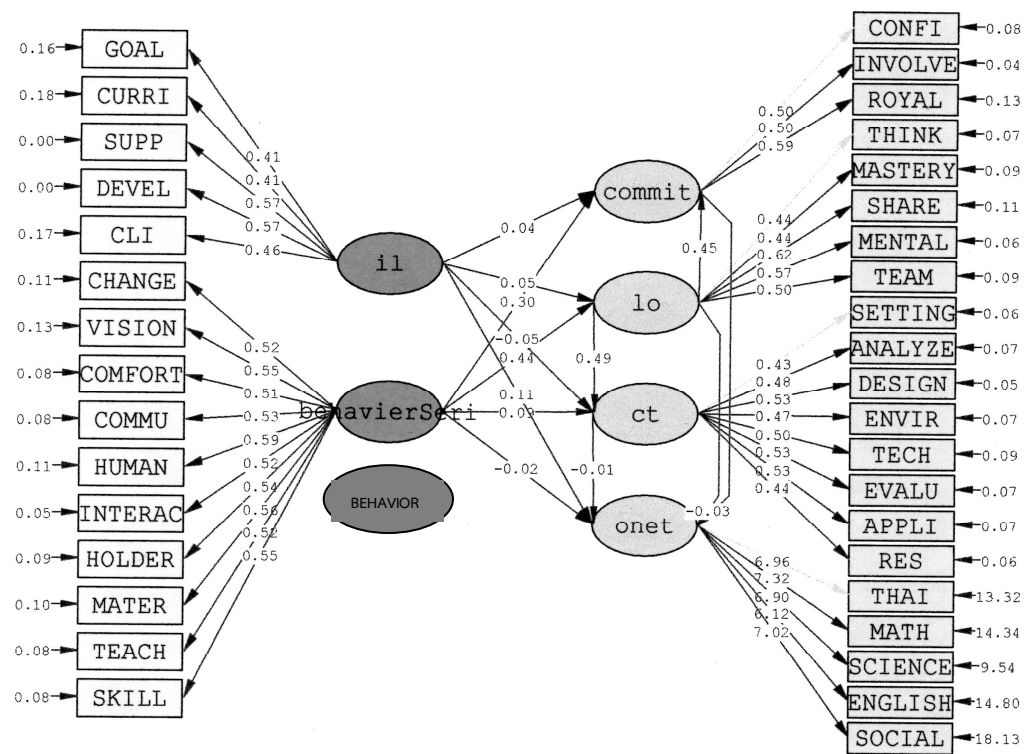 0.16 GOAL
0.18 CURRI
0.00 SUPP
0.00 DEVEL
0.17 CLI
0.11 CHANGE
0.13 VISION
0.08 COMFORT
0.08 COMMU
0.11 HUMAN
0.05 INTERAC
0.09 HOLDER
0.10 MATER
0.08 TEACH
0.08 SKILL
0.41
0.41
0.57
0.57
0.46
0.52
0.55
0.51
0.53
0.59
0.52
0.54
0.56
0.52
0.55
il
behavierSeri
BEHAVIOR
0.04
0.05
0.30
-0.05
0.44
0.11
0.09
-0.02
commit
lo
ct
onet
0.45
0.49
-0.01
-0.03
0.50
0.50
0.59
0.44
0.44
0.62
0.57
0.50
0.43
0.48
0.53
0.47
0.50
0.53
0.53
0.44
6.96
7.32
6.90
6.12
7.02
CONFI 0.08
INVOLVE 0.04
ROYAL 0.13
THINK 0.07
MASTERY 0.09
SHARE 0.11
MENTAL 0.06
TEAM 0.09
SETTING 0.06
ANALYZE 0.07
DESIGN 0.05
ENVIR 0.07
TECH 0.09
EVALU 0.07
APPLI 0.07
RES 0.06
THAI 13.32
MATH 14.34
SCIENCE 9.54
ENGLISH 14.80
SOCIAL 18.13